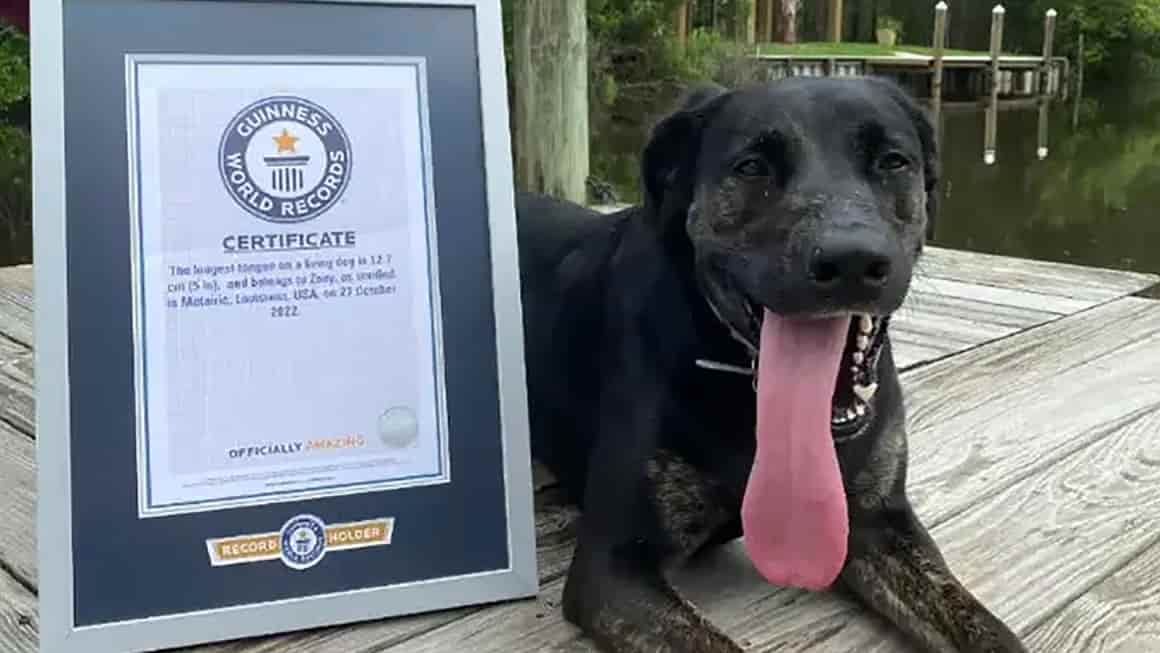 GUINNESS
WORLD RECORDS
CERTIFICATE
The longest tongue on a living dog is 12.7
cm (5 in), and belongs to Zoey, as verified
in Metairie, Louisiana, USA, on 27 October
2022.
OFFICIALLY AMAZING
RECORD HOLDER